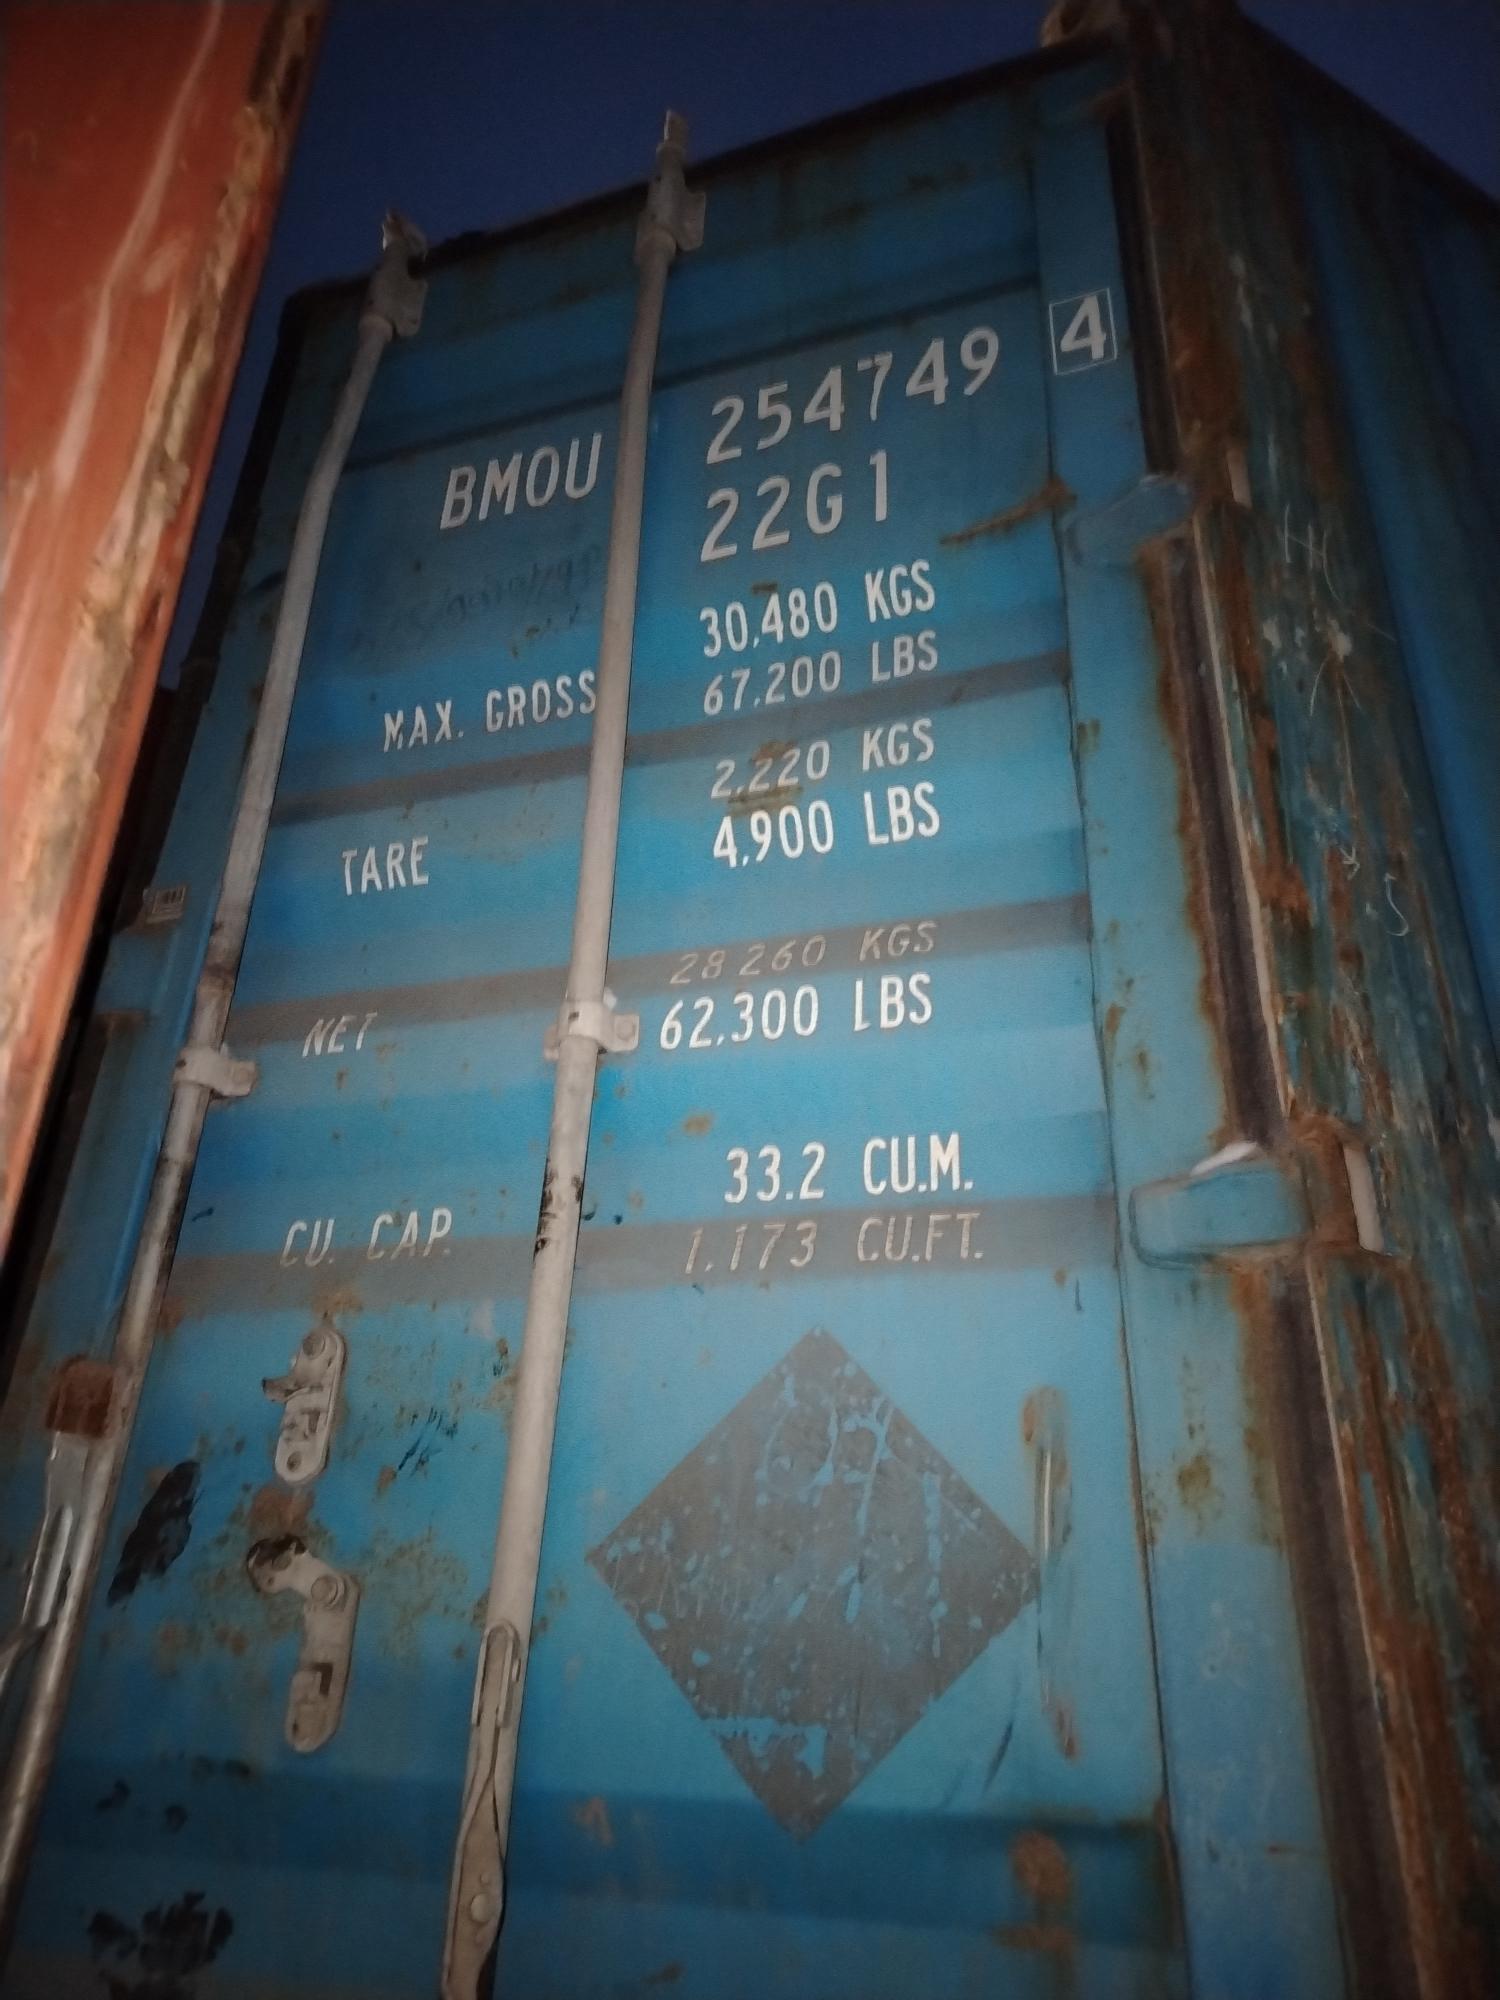 BMOU 254749 4
22G1
MAX. GROSS 30,480 KGS
67,200 LBS
TARE 2,220 KGS
4,900 LBS
NET 28 260 KGS
62,300 LBS
CU. CAP. 33.2 CU.M.
1,173 CU.FT.